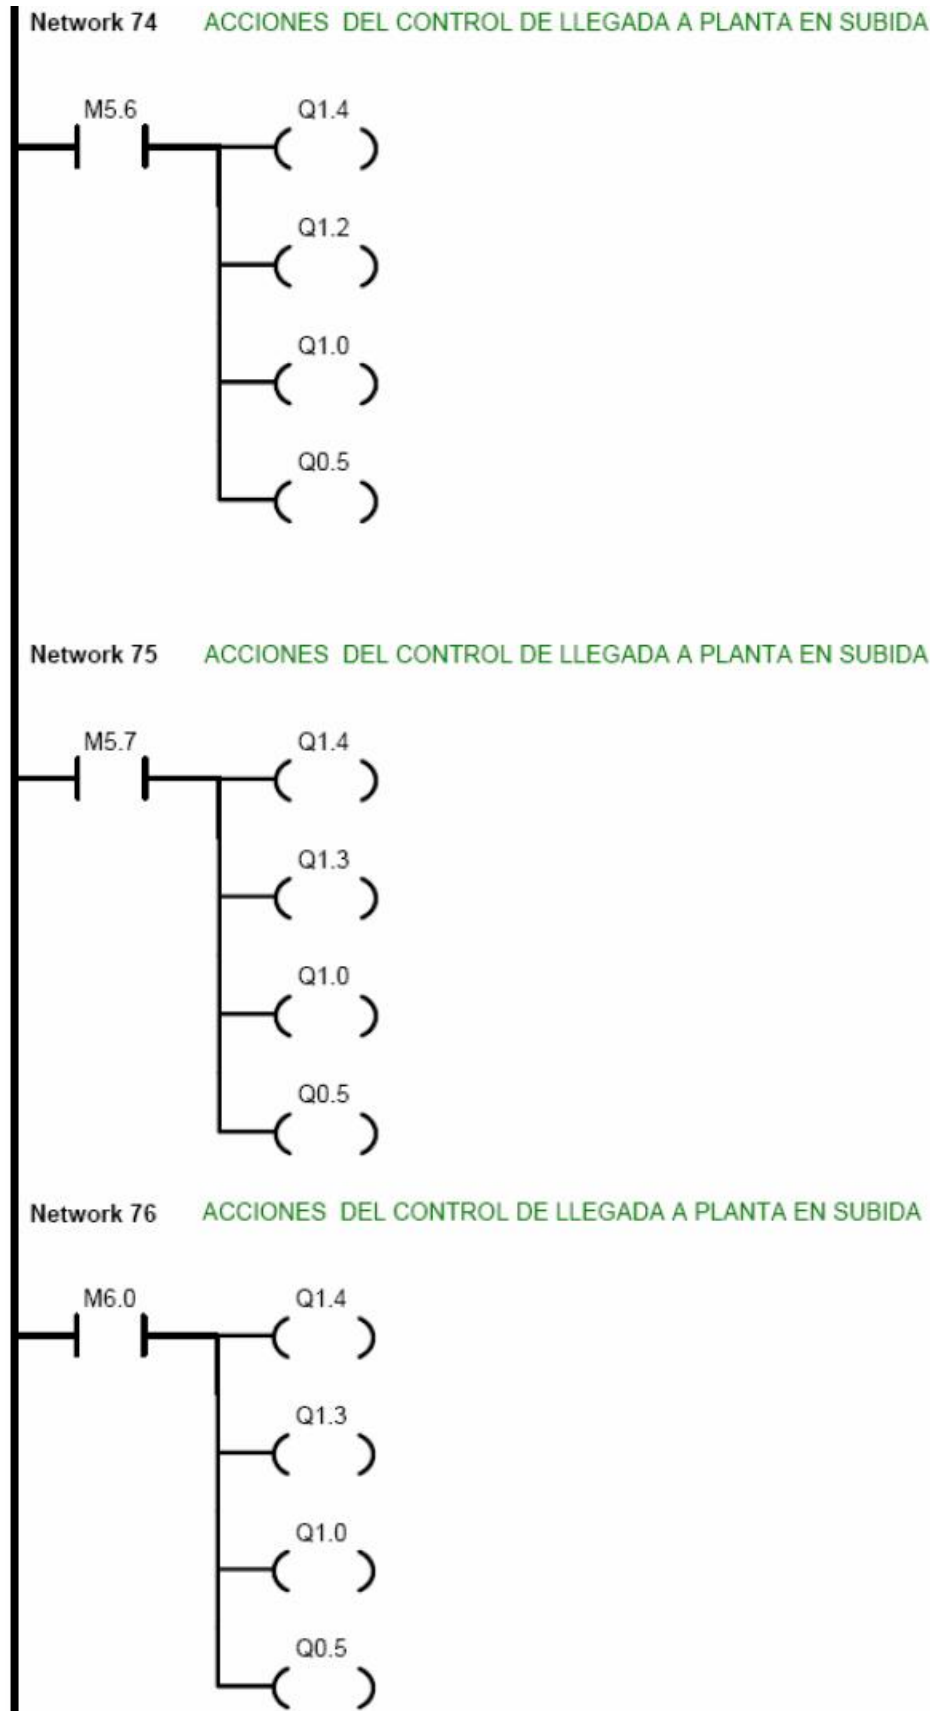 Network 74 ACCIONES DEL CONTROL DE LLEGADA A PLANTA EN SUBIDA
M5.6 Q1.4
Q1.2
Q1.0
Q0.5
Network 75 ACCIONES DEL CONTROL DE LLEGADA A PLANTA EN SUBIDA
M5.7 Q1.4
Q1.3
Q1.0
Q0.5
Network 76 ACCIONES DEL CONTROL DE LLEGADA A PLANTA EN SUBIDA
M6.0 Q1.4
Q1.3
Q1.0
Q0.5